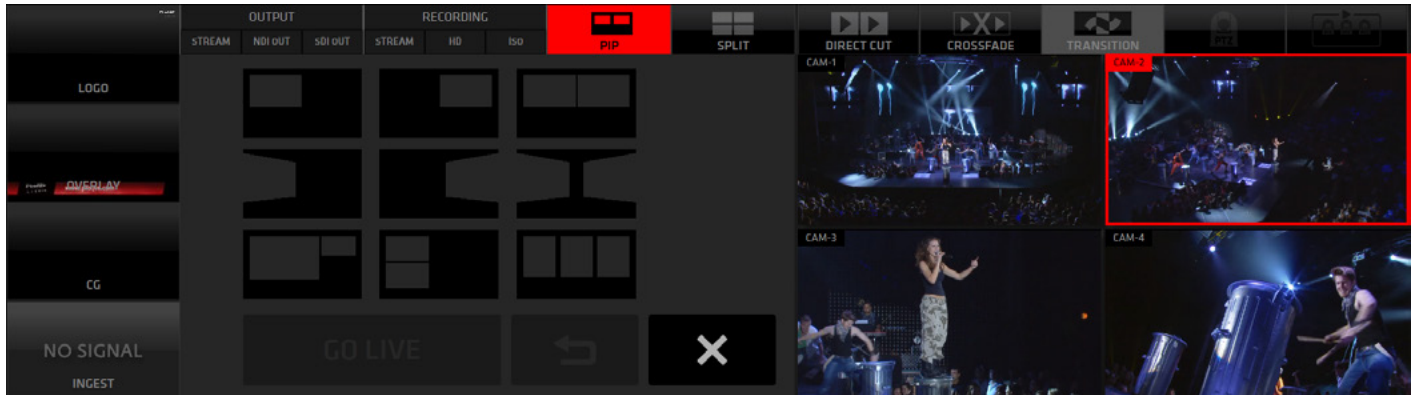 OUTPUT
RECORDING
STREAM
NDI OUT
SDI OUT
STREAM
HD
ISO
PIP
SPLIT
DIRECT CUT
CROSSFADE
TRANSITION
PTZ
LOGO
OVERLAY
CG
NO SIGNAL
INGEST
GO LIVE
CAM-1
CAM-2
CAM-3
CAM-4